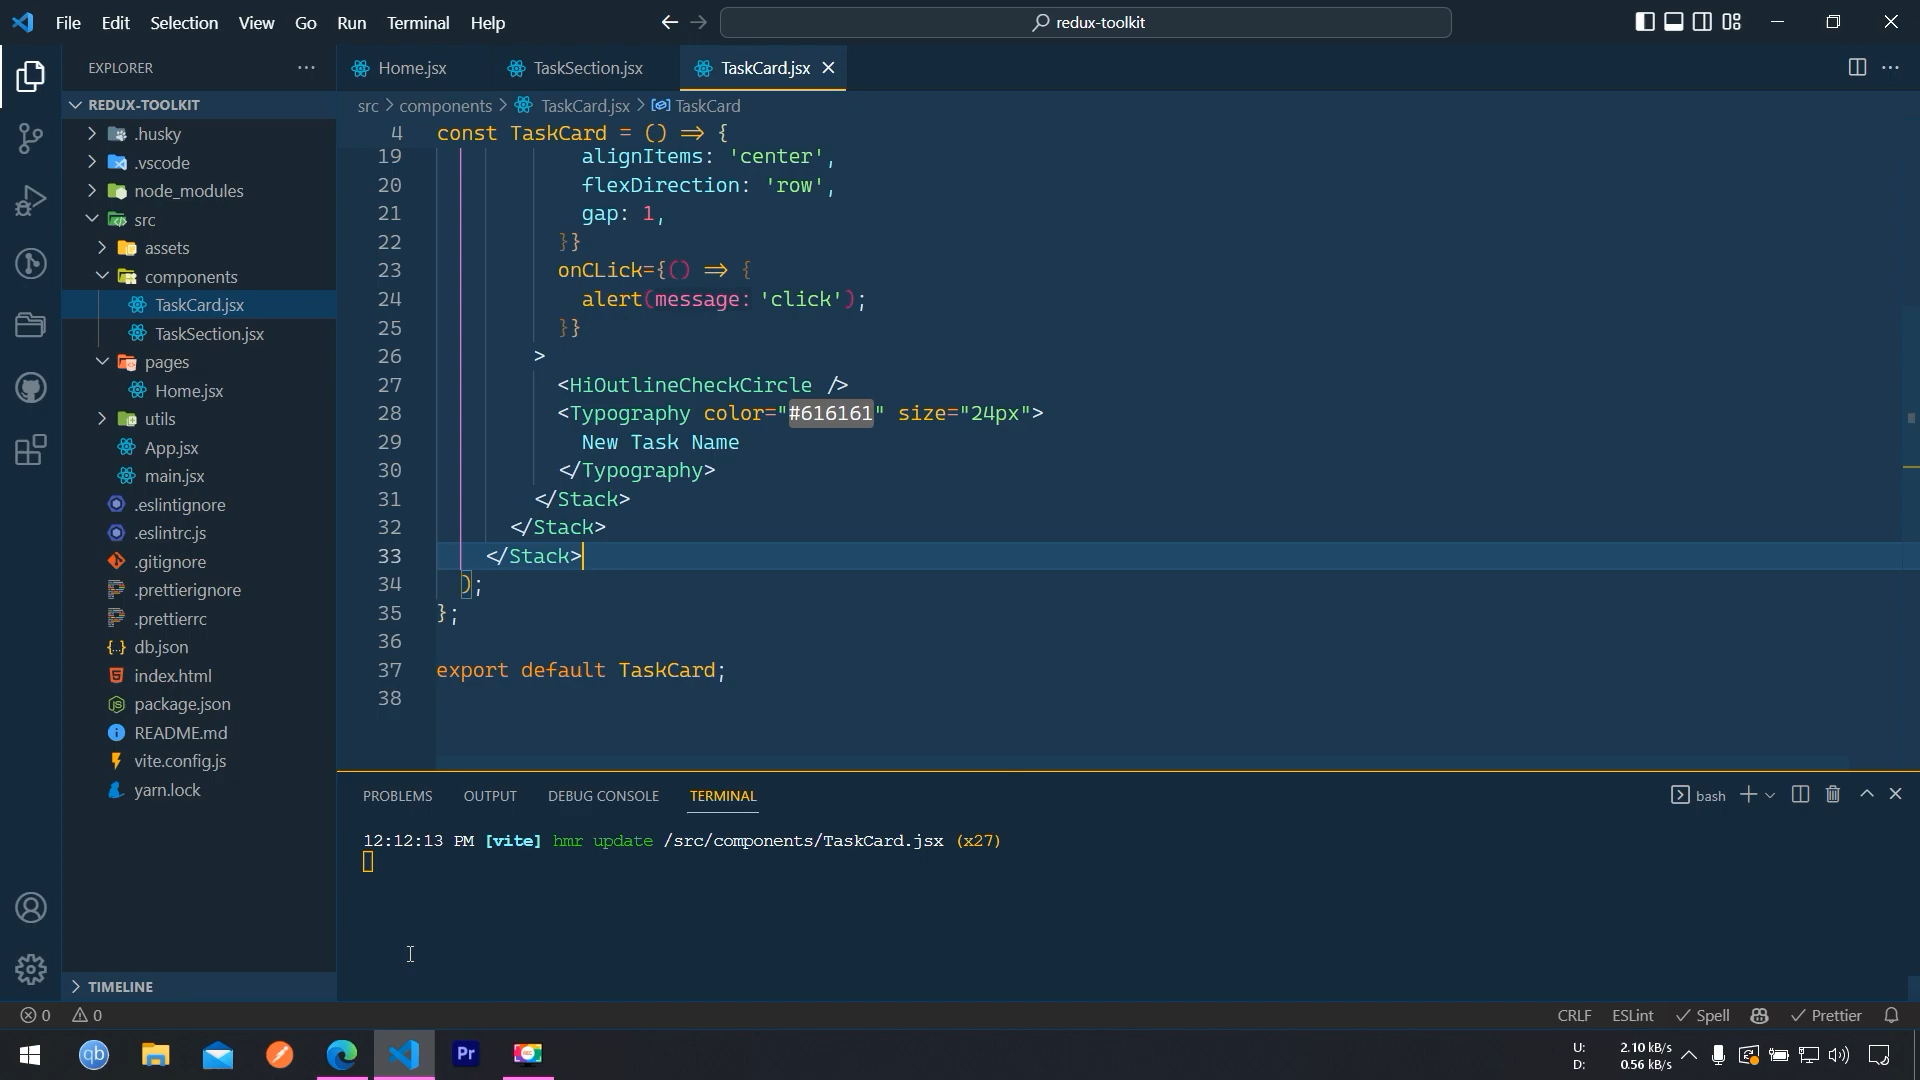 File Edit Selection View Go Run Terminal Help
redux-toolkit
EXPLORER
Home.jsx TaskSection.jsx TaskCard.jsx
REDUX-TOOLKIT
.husky
.vscode
node_modules
src
assets
components
TaskCard.jsx
TaskSection.jsx
pages
Home.jsx
utils
App.jsx
main.jsx
.eslintignore
.eslintrc.js
.gitignore
.prettierignore
.prettierrc
db.json
index.html
package.json
README.md
vite.config.js
yarn.lock
TIMELINE
src > components > TaskCard.jsx > TaskCard
4 const TaskCard = () => {
19 alignItems: 'center',
20 flexDirection: 'row',
21 gap: 1,
22 }}
23 onCLick={() => {
24 alert(message: 'click');
25 }}
26 >
27 <HiOutlineCheckCircle />
28 <Typography color="#616161" size="24px">
29 New Task Name
30 </Typography>
31 </Stack>
32 </Stack>
33 </Stack>
34 );
35 };
36
37 export default TaskCard;
38
PROBLEMS OUTPUT DEBUG CONSOLE TERMINAL
bash
12:12:13 PM [vite] hmr update /src/components/TaskCard.jsx (x27)
0 0
CRLF ESLint Spell Prettier
qb Pr
U: 2.10 kB/s
D: 0.56 kB/s